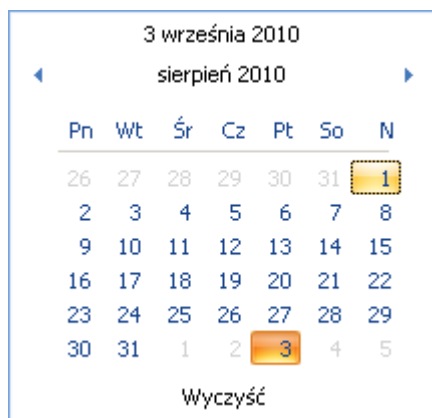 3 września 2010
sierpień 2010
Pn Wt Śr Cz Pt So N
26 27 28 29 30 31 1
2 3 4 5 6 7 8
9 10 11 12 13 14 15
16 17 18 19 20 21 22
23 24 25 26 27 28 29
30 31 1 2 3 4 5
Wyczyść